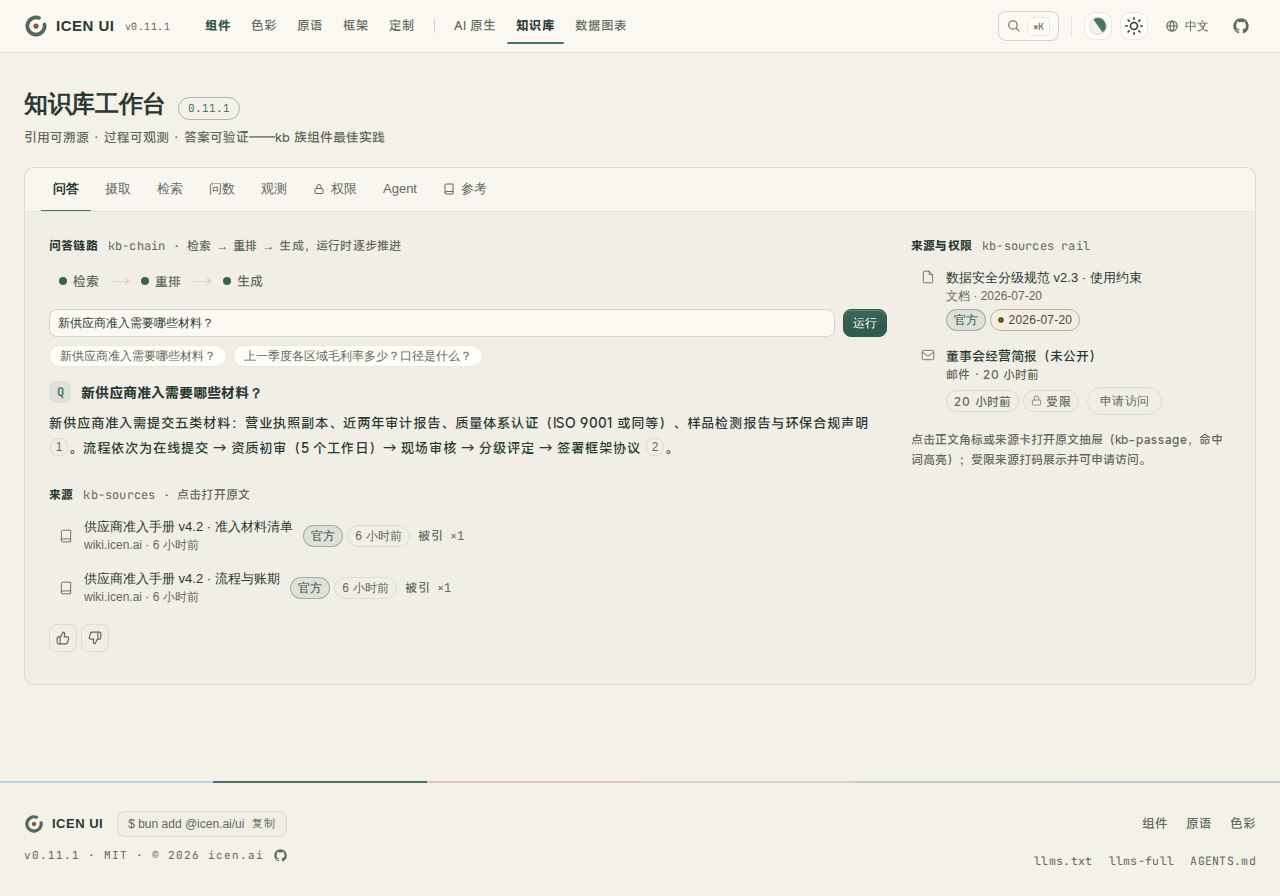 ICEN UI v0.11.1 组件 色彩 原语 框架 定制 AI 原生 知识库 数据图表 ⌘K 中文
知识库工作台 0.11.1
引用可溯源 · 过程可观测 · 答案可验证——kb 族组件最佳实践
问答 摄取 检索 问数 观测 权限 Agent 参考
问答链路 kb-chain · 检索 → 重排 → 生成，运行时逐步推进
检索 重排 生成
新供应商准入需要哪些材料？ 运行
新供应商准入需要哪些材料？ 上一季度各区域毛利率多少？口径是什么？
Q 新供应商准入需要哪些材料？
新供应商准入需提交五类材料：营业执照副本、近两年审计报告、质量体系认证（ISO 9001 或同等）、样品检测报告与环保合规声明
1 。流程依次为在线提交 → 资质初审（5 个工作日）→ 现场审核 → 分级评定 → 签署框架协议 2 。
来源 kb-sources · 点击打开原文
供应商准入手册 v4.2 · 准入材料清单
wiki.icen.ai · 6 小时前
官方 6 小时前 被引 ×1
供应商准入手册 v4.2 · 流程与账期
wiki.icen.ai · 6 小时前
官方 6 小时前 被引 ×1
来源与权限 kb-sources rail
数据安全分级规范 v2.3 · 使用约束
文档 · 2026-07-20
官方 2026-07-20
董事会经营简报（未公开）
邮件 · 20 小时前
20 小时前 受限 申请访问
点击正文角标或来源卡打开原文抽屉（kb-passage，命中
词高亮）；受限来源打码展示并可申请访问。
ICEN UI $ bun add @icen.ai/ui 复制
v0.11.1 · MIT · © 2026 icen.ai
组件 原语 色彩
llms.txt llms-full AGENTS.md